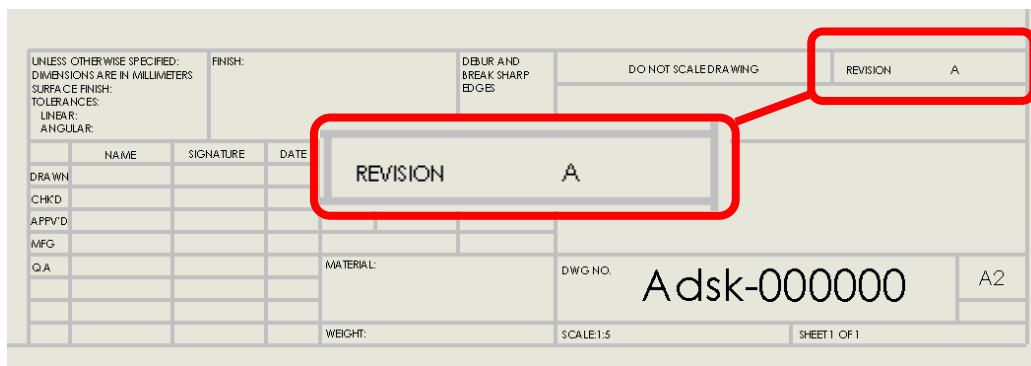 UNLESS OTHERWISE SPECIFIED:
DIMENSIONS ARE IN MILLIMETERS
SURFACE FINISH:
TOLERANCES:
LINEAR:
ANGULAR:
FINISH:
DEBUR AND
BREAK SHARP
EDGES
DO NOT SCALE DRAWING
REVISION A
NAME SIGNATURE DATE
REVISION A
DRAWN
CHK'D
APPV'D
MFG
Q.A
MATERIAL:
DWG NO.
Adsk-000000
A2
WEIGHT:
SCALE:1:5
SHEET 1 OF 1